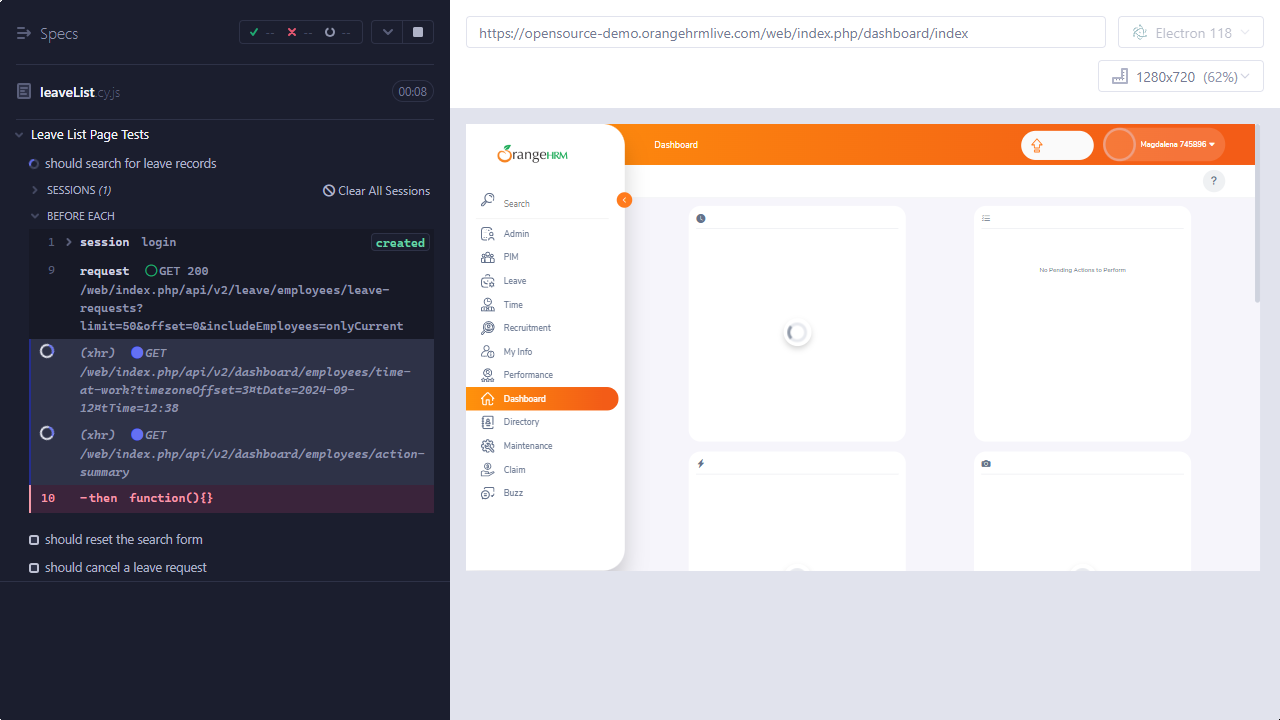 Specs
--
--
--
leaveList cy.js
00:08
Leave List Page Tests
should search for leave records
SESSIONS (1)
Clear All Sessions
BEFORE EACH
1 session login created
9 request GET 200
/web/index.php/api/v2/leave/employees/leave-
requests?
limit=50&offset=0&includeEmployees=onlyCurrent
(xhr) GET
/web/index.php/api/v2/dashboard/employees/time-
at-work?timezoneOffset=3¤tDate=2024-09-
12¤tTime=12:38
(xhr) GET
/web/index.php/api/v2/dashboard/employees/action-
summary
10 -then function(){}
should reset the search form
should cancel a leave request
https://opensource-demo.orangehrmlive.com/web/index.php/dashboard/index
Electron 118
1280x720 (62%)
OrangeHRM
Dashboard
Magdalena 745896
?
Search
Admin
PIM
Leave
Time
Recruitment
My Info
Performance
Dashboard
Directory
Maintenance
Claim
Buzz
No Pending Actions to Perform